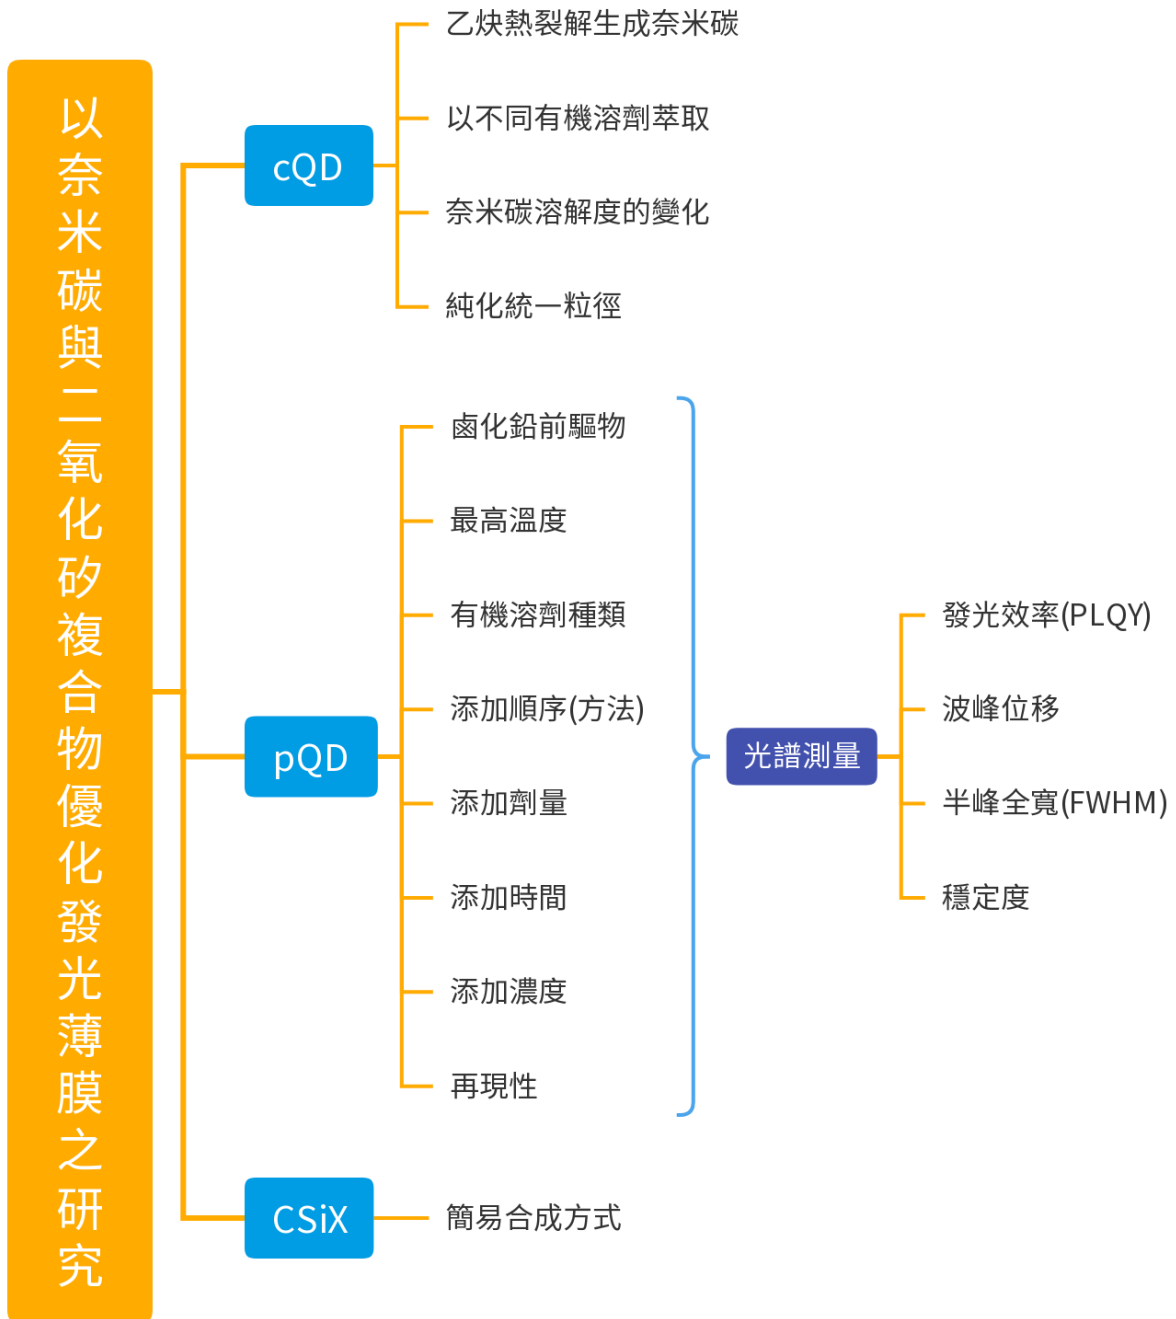 以奈米碳與二氧化矽複合物優化發光薄膜之研究
cQD
乙炔熱裂解生成奈米碳
以不同有機溶劑萃取
奈米碳溶解度的變化
純化統一粒徑
pQD
鹵化鉛前驅物
最高溫度
有機溶劑種類
添加順序(方法)
添加劑量
添加時間
添加濃度
再現性
光譜測量
發光效率(PLQY)
波峰位移
半峰全寬(FWHM)
穩定度
CSiX
簡易合成方式